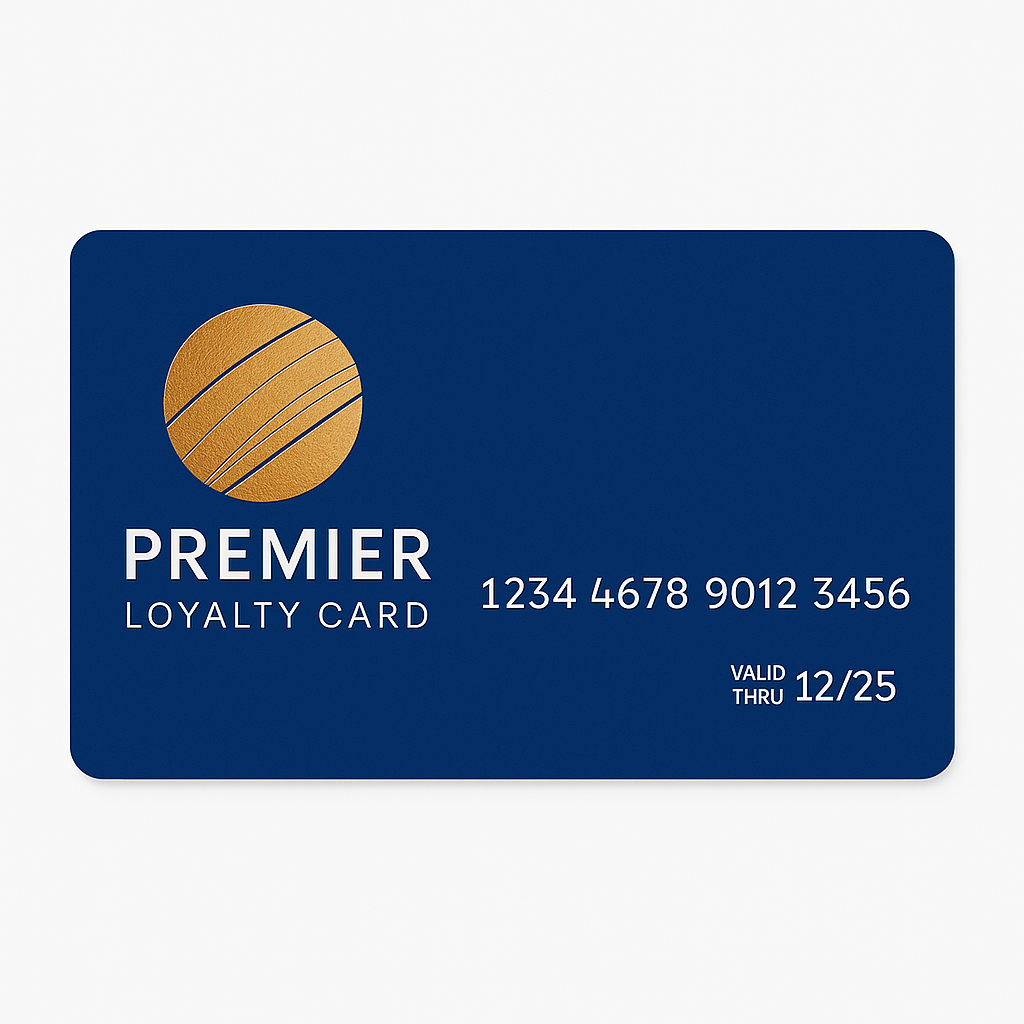 PREMIER
LOYALTY CARD
1234 4678 9012 3456
VALID
THRU 12/25